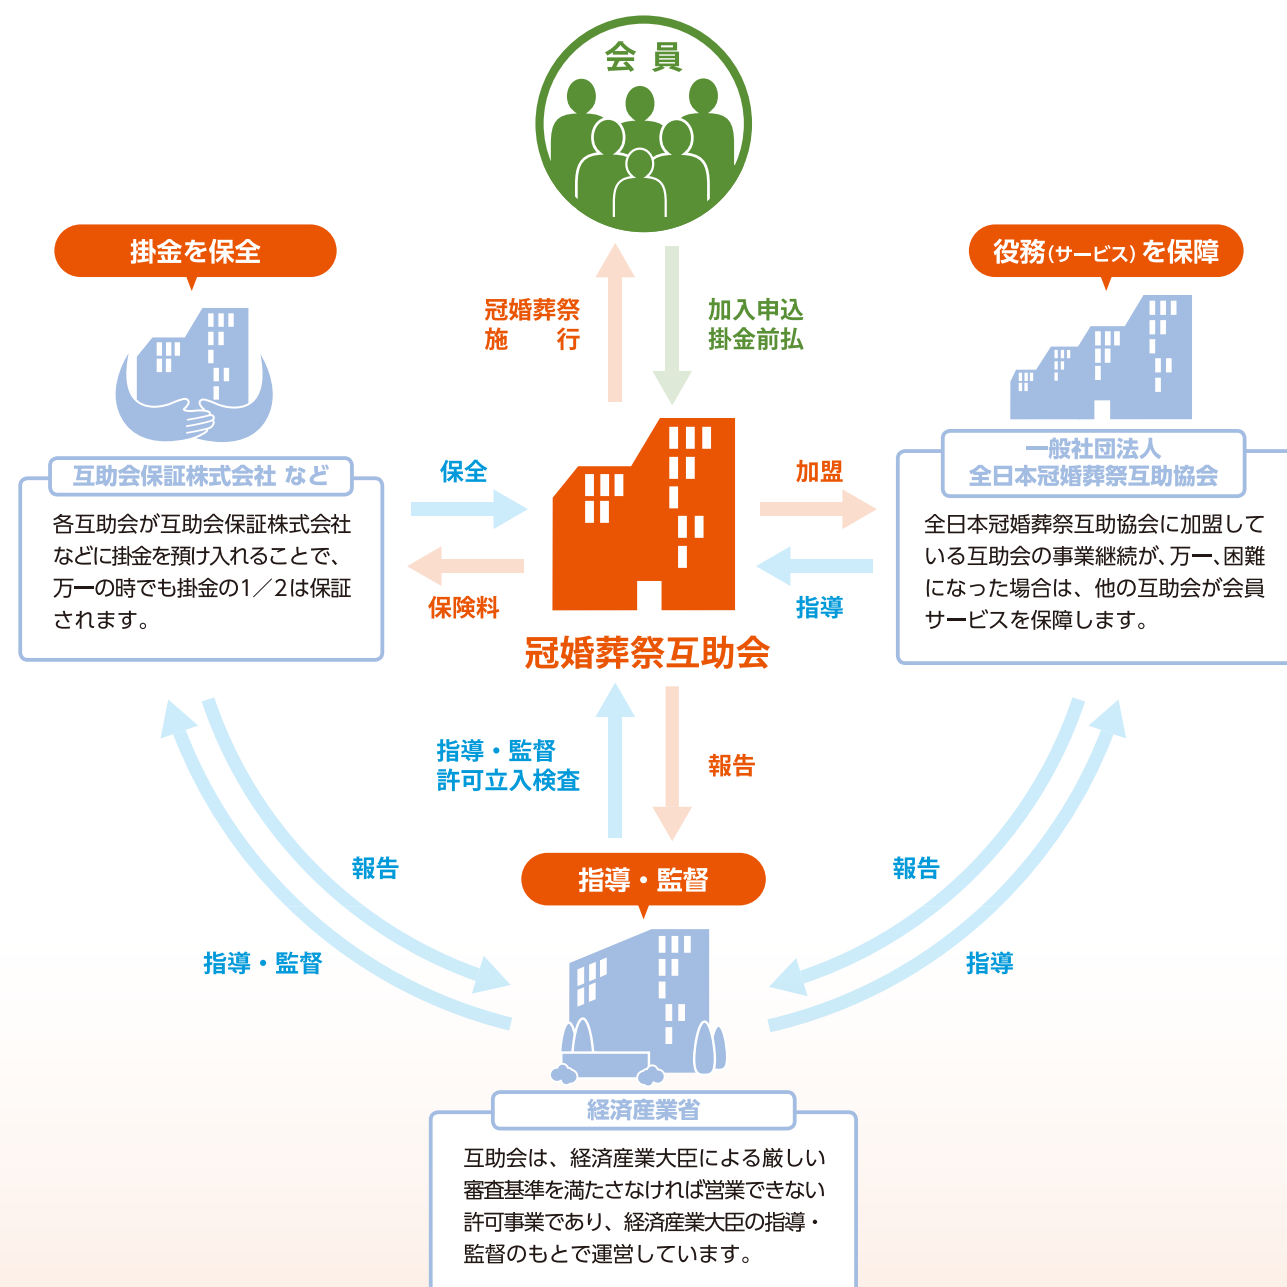 会員
掛金を保全
役務(サービス)を保障
冠婚葬祭
施行
加入申込
掛金前払
互助会保証株式会社 など
各互助会が互助会保証株式会社
などに掛金を預け入れることで、
万一の時でも掛金の1/2は保証
されます。
保全
保険料
加盟
指導
一般社団法人
全日本冠婚葬祭互助協会
全日本冠婚葬祭互助協会に加盟して
いる互助会の事業継続が、万一、困難
になった場合は、他の互助会が会員
サービスを保障します。
冠婚葬祭互助会
指導・監督
許可立入検査
報告
報告
指導・監督
報告
指導
指導・監督
経済産業省
互助会は、経済産業大臣による厳しい
審査基準を満たさなければ営業できない
許可事業であり、経済産業大臣の指導・
監督のもとで運営しています。